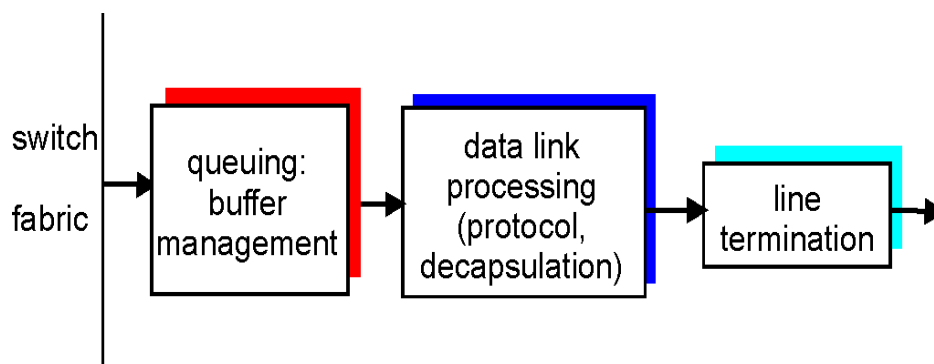 switch
fabric
queuing:
buffer
management
data link
processing
(protocol,
decapsulation)
line
termination